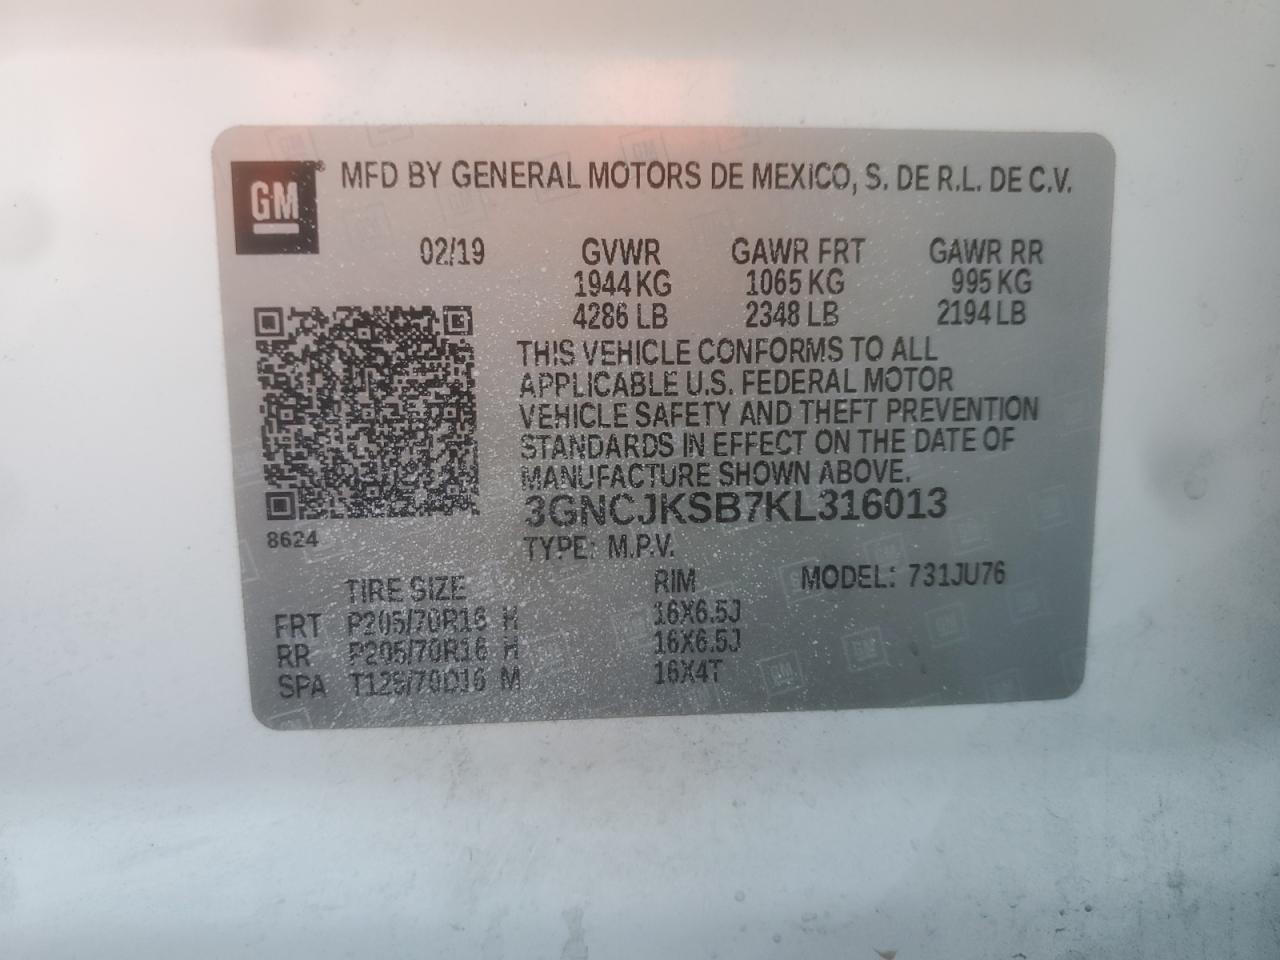 GM® MFD BY GENERAL MOTORS DE MEXICO, S. DE R.L. DE C.V.
02/19 GVWR GAWR FRT GAWR RR
1944 KG 1065 KG 995 KG
4286 LB 2348 LB 2194 LB
THIS VEHICLE CONFORMS TO ALL
APPLICABLE U.S. FEDERAL MOTOR
VEHICLE SAFETY AND THEFT PREVENTION
STANDARDS IN EFFECT ON THE DATE OF
MANUFACTURE SHOWN ABOVE.
3GNCJKSB7KL316013
8624
TYPE: M.P.V.
TIRE SIZE RIM MODEL: 731JU76
FRT P205/70R16 H 16X6.5J
RR P205/70R16 H 16X6.5J
SPA T125/70D16 M 16X4T